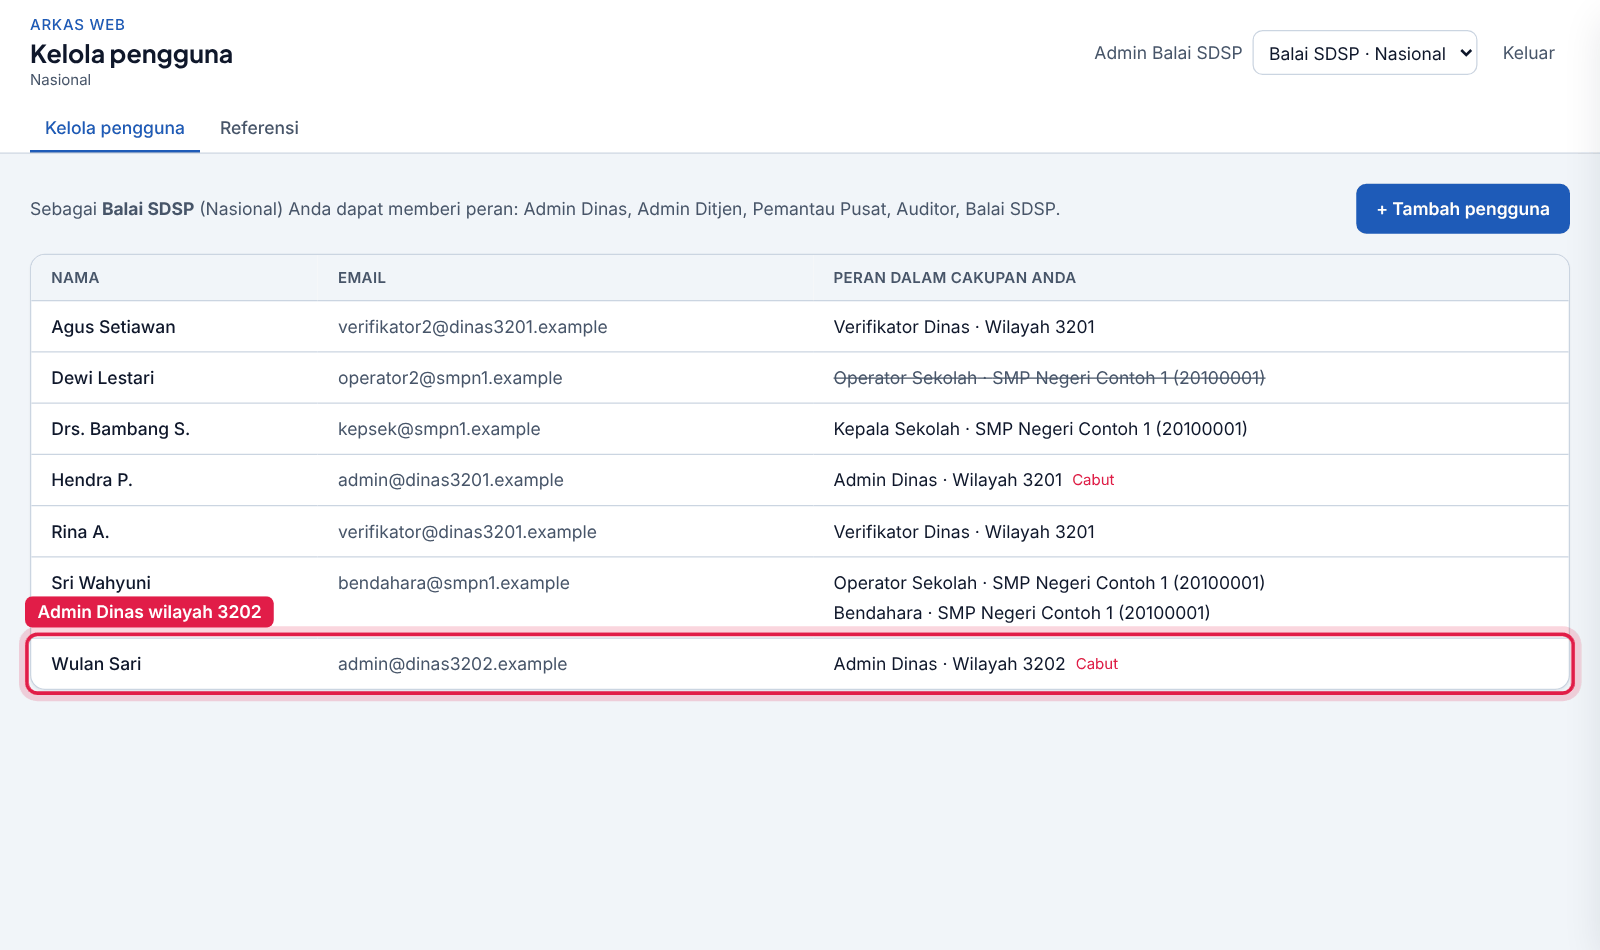 ARKAS WEB
Kelola pengguna
Nasional
Admin Balai SDSP
Balai SDSP · Nasional
Keluar
Kelola pengguna
Referensi
Sebagai Balai SDSP (Nasional) Anda dapat memberi peran: Admin Dinas, Admin Ditjen, Pemantau Pusat, Auditor, Balai SDSP.
+ Tambah pengguna
NAMA EMAIL PERAN DALAM CAKUPAN ANDA
Agus Setiawan verifikator2@dinas3201.example Verifikator Dinas · Wilayah 3201
Dewi Lestari operator2@smpn1.example Operator Sekolah · SMP Negeri Contoh 1 (20100001)
Drs. Bambang S. kepsek@smpn1.example Kepala Sekolah · SMP Negeri Contoh 1 (20100001)
Hendra P. admin@dinas3201.example Admin Dinas · Wilayah 3201 Cabut
Rina A. verifikator@dinas3201.example Verifikator Dinas · Wilayah 3201
Sri Wahyuni bendahara@smpn1.example Operator Sekolah · SMP Negeri Contoh 1 (20100001)
Bendahara · SMP Negeri Contoh 1 (20100001)
Admin Dinas wilayah 3202
Wulan Sari admin@dinas3202.example Admin Dinas · Wilayah 3202 Cabut